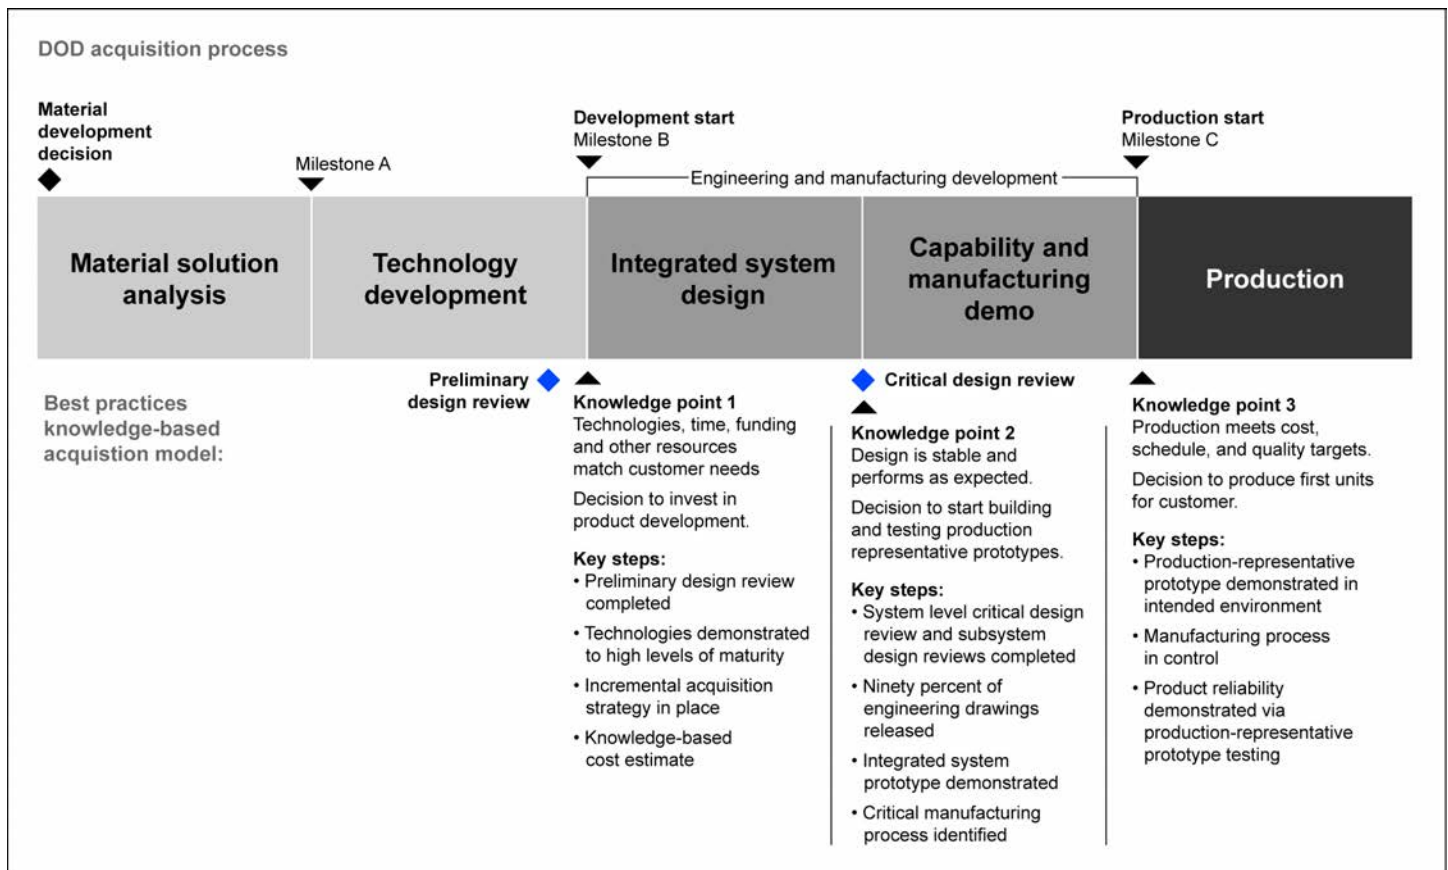 DOD acquisition process
Material
development
decision
Milestone A
Development start
Milestone B
Production start
Milestone C
Engineering and manufacturing development
Material solution
analysis
Technology
development
Integrated system
design
Capability and
manufacturing
demo
Production
Best practices
knowledge-based
acquistion model:
Preliminary
design review
Knowledge point 1
Technologies, time, funding
and other resources
match customer needs
Decision to invest in
product development.
Key steps:
• Preliminary design review
completed
• Technologies demonstrated
to high levels of maturity
• Incremental acquisition
strategy in place
• Knowledge-based
cost estimate
Critical design review
Knowledge point 2
Design is stable and
performs as expected.
Decision to start building
and testing production
representative prototypes.
Key steps:
• System level critical design
review and subsystem
design reviews completed
• Ninety percent of
engineering drawings
released
• Integrated system
prototype demonstrated
• Critical manufacturing
process identified
Knowledge point 3
Production meets cost,
schedule, and quality targets.
Decision to produce first units
for customer.
Key steps:
• Production-representative
prototype demonstrated in
intended environment
• Manufacturing process
in control
• Product reliability
demonstrated via
production-representative
prototype testing